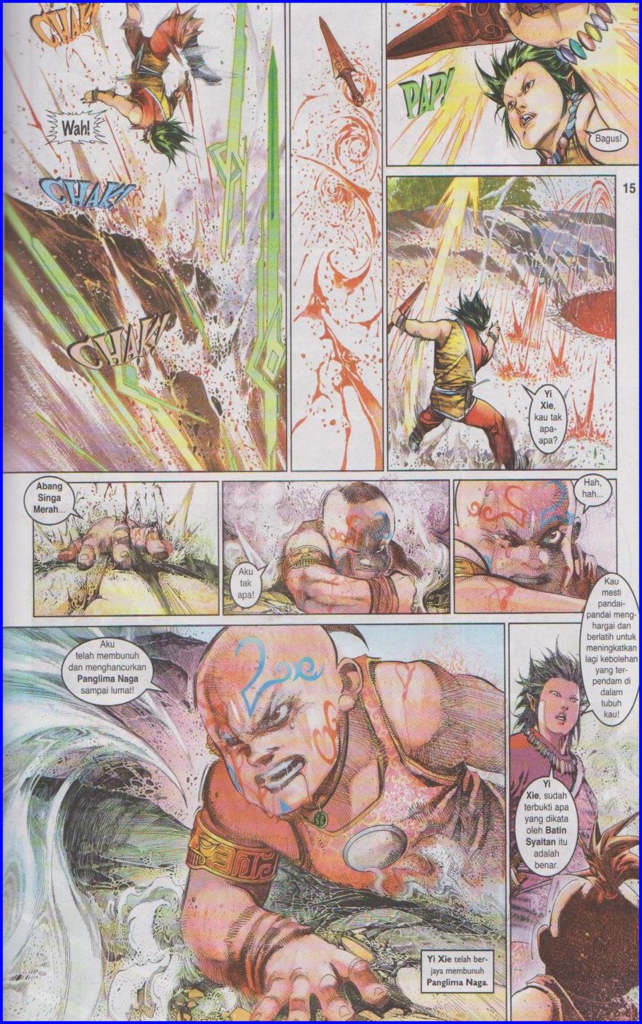 CHAK!
Wah!
CHAK!
CHAK!
PAP!
Bagus!
15
Yi
Xie,
kau tak
apa-
apa?
Abang
Singa
Merah...
Aku
tak
apa!
Hah,
hah...
Kau
mesti
pandai-
pandai meng-
hargai dan
berlatih untuk
meningkatkan
lagi kebolehan
yang ter-
pendam di
dalam
tubuh
kau!
Aku
telah membunuh
dan menghancurkan
Panglima Naga
sampai lumat!
Yi Xie telah ber-
jaya membunuh
Panglima Naga.
Yi
Xie, sudah
terbukti apa
yang dikata
oleh Batin
Syaitan itu
adalah
benar.